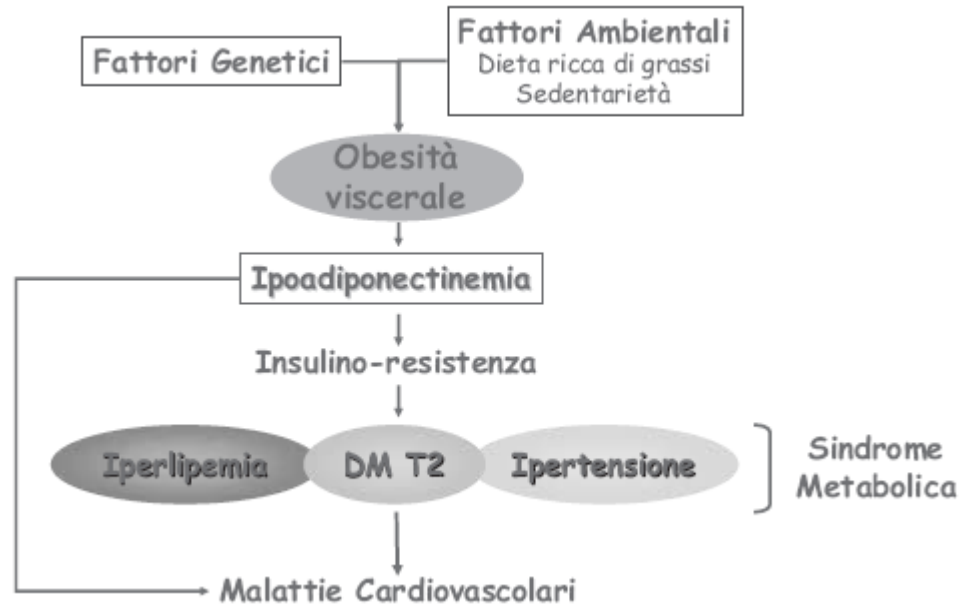 Fattori Genetici
Fattori Ambientali
Dieta ricca di grassi
Sedentarietà
Obesità
viscerale
Ipoadiponectinemia
Insulino-resistenza
Iperlipemia
DM T2
Ipertensione
Sindrome
Metabolica
Malattie Cardiovascolari